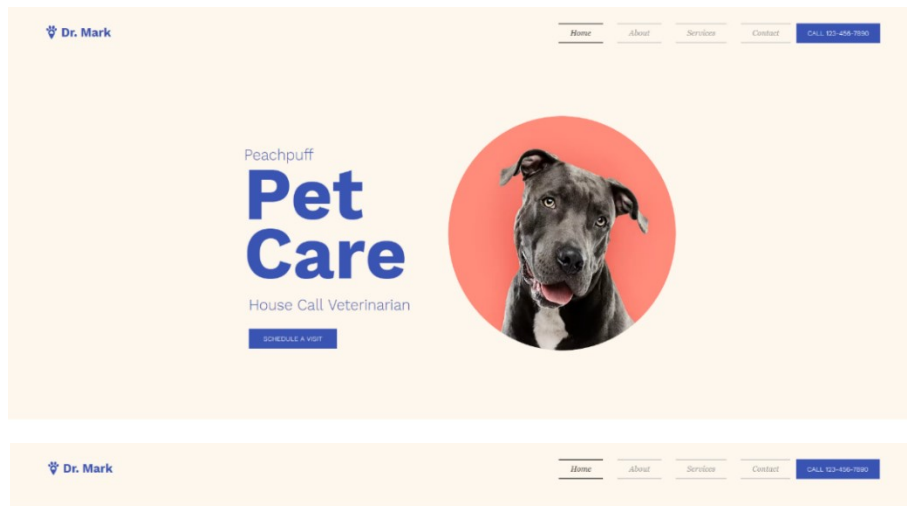 Dr. Mark
Home About Services Contact CALL 123-456-7890
Peachpuff
Pet
Care
House Call Veterinarian
SCHEDULE A VISIT
Dr. Mark
Home About Services Contact CALL 123-456-7890